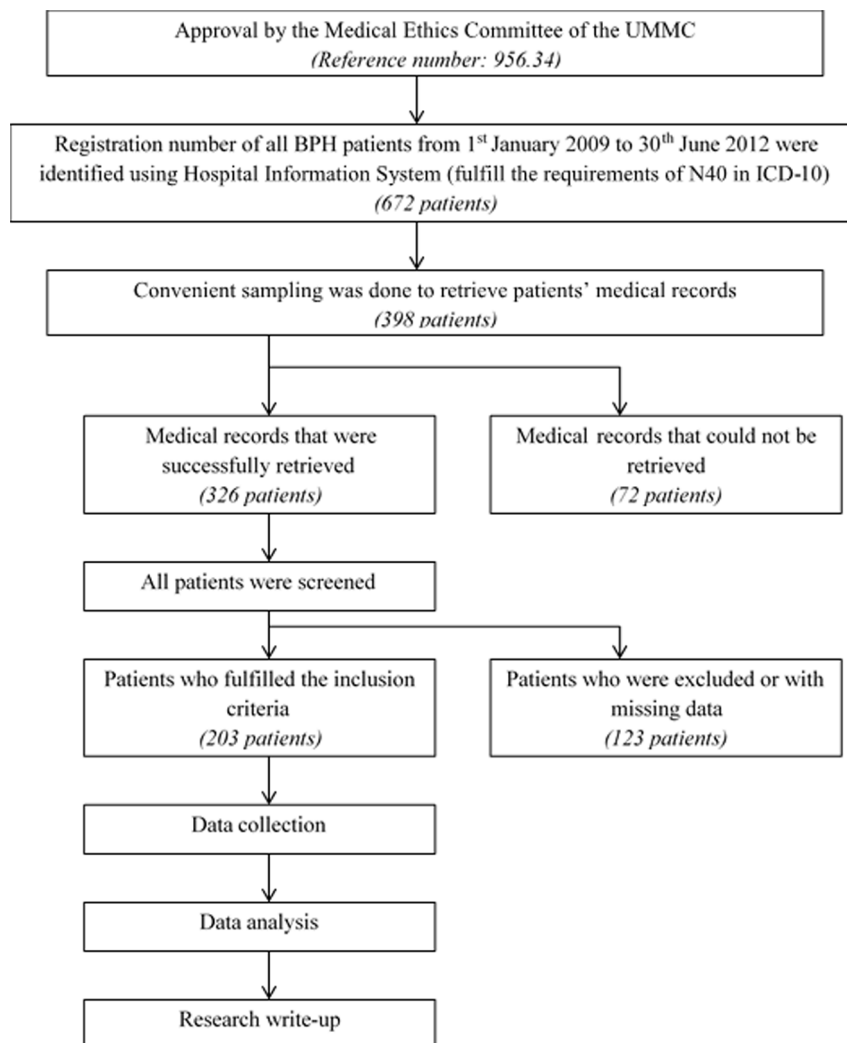 Approval by the Medical Ethics Committee of the UMMC
(Reference number: 956.34)
Registration number of all BPH patients from 1st January 2009 to 30th June 2012 were
identified using Hospital Information System (fulfill the requirements of N40 in ICD-10)
(672 patients)
Convenient sampling was done to retrieve patients’ medical records
(398 patients)
Medical records that were
successfully retrieved
(326 patients)
Medical records that could not be
retrieved
(72 patients)
All patients were screened
Patients who fulfilled the inclusion
criteria
(203 patients)
Patients who were excluded or with
missing data
(123 patients)
Data collection
Data analysis
Research write-up